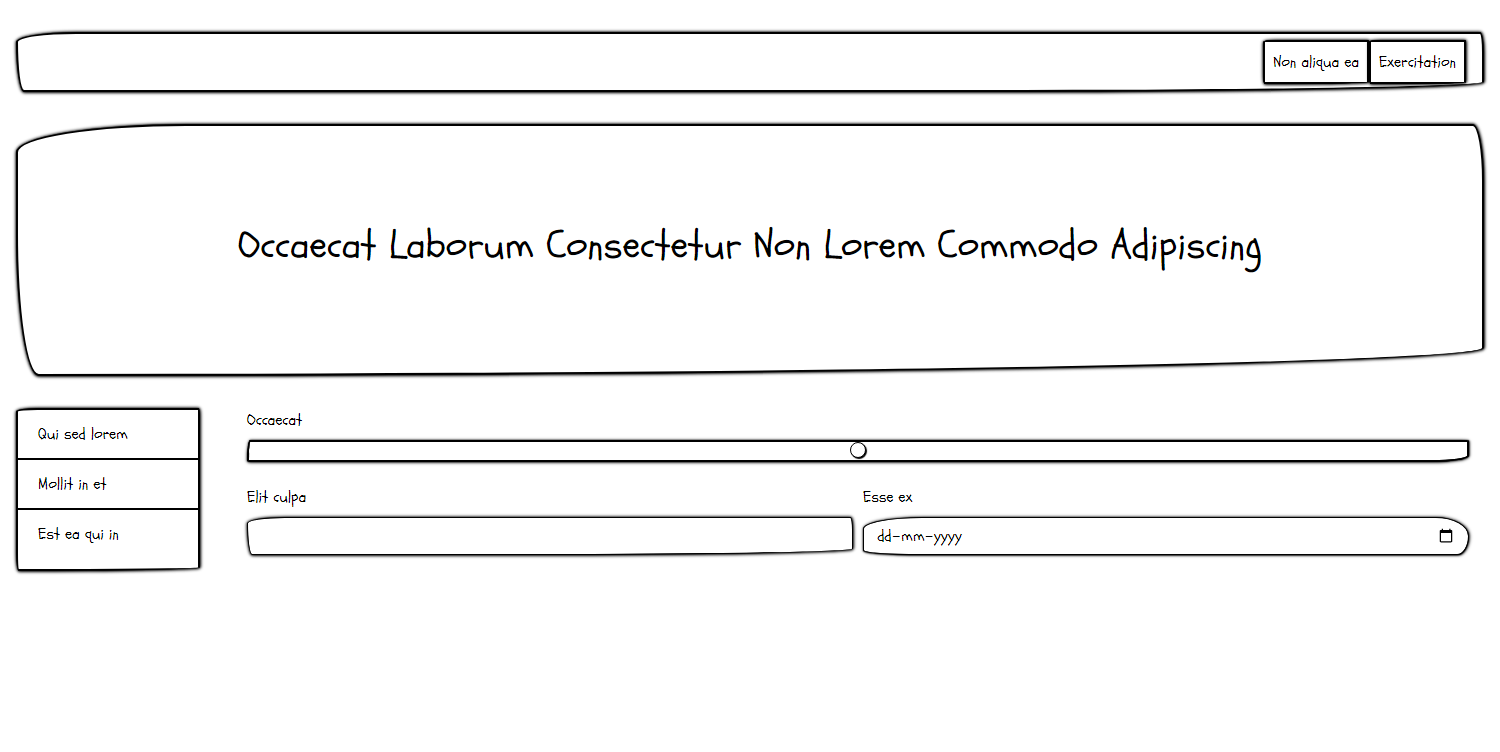 Non aliqua ea
Exercitation
Occaecat Laborum Consectetur Non Lorem Commodo Adipiscing
Qui sed lorem
Mollit in et
Est ea qui in
Occaecat
Elit culpa
Esse ex
dd-mm-yyyy